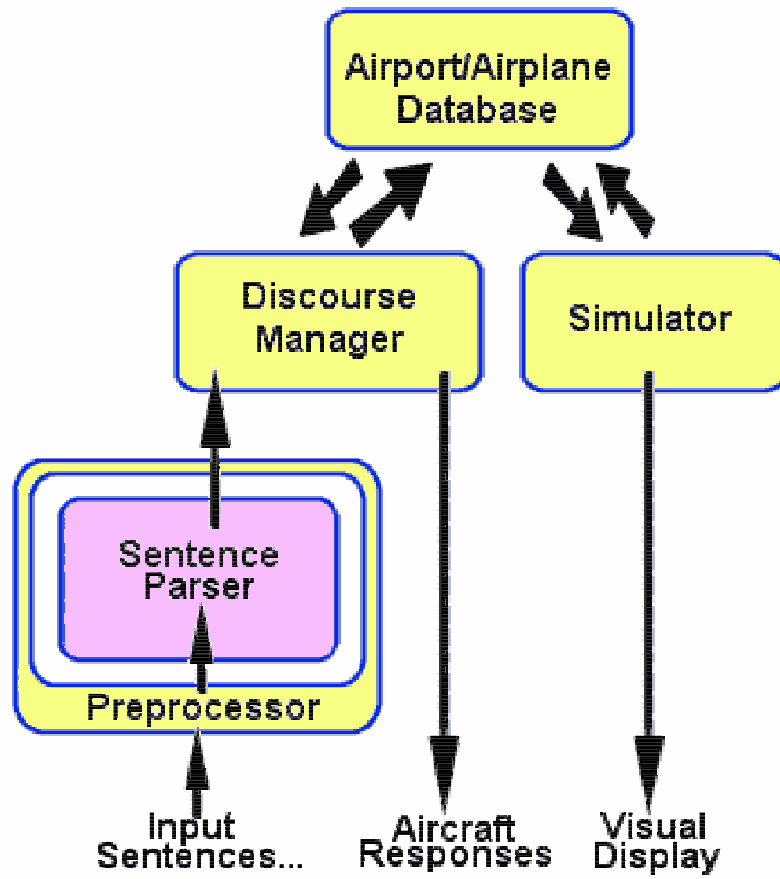 Airport/Airplane
Database
Discourse
Manager
Simulator
Sentence
Parser
Preprocessor
Input
Sentences...
Aircraft
Responses
Visual
Display